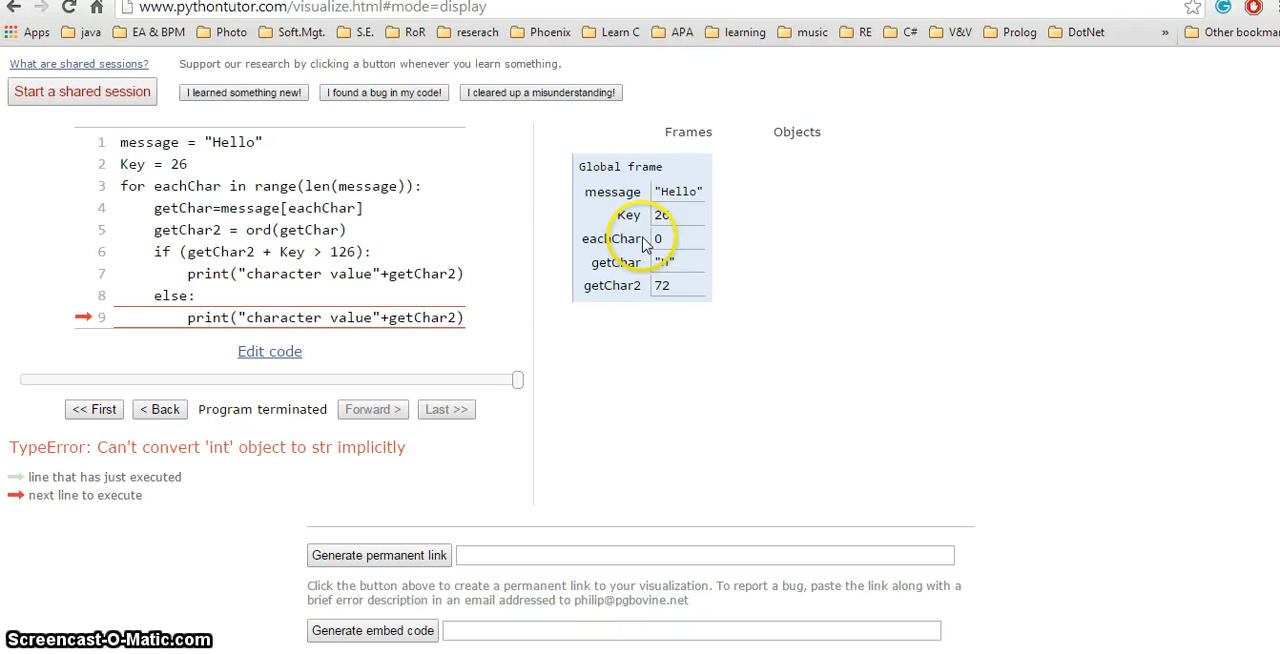 www.pythontutor.com/visualize.html#mode=display
Apps java EA & BPM Photo Soft.Mgt. S.E. RoR reserach Phoenix Learn C APA learning music RE C# V&V Prolog DotNet » Other bookmar
What are shared sessions? Support our research by clicking a button whenever you learn something.
Start a shared session I learned something new! I found a bug in my code! I cleared up a misunderstanding!
Frames Objects
1 message = "Hello"
2 Key = 26
3 for eachChar in range(len(message)):
4 getChar=message[eachChar]
5 getChar2 = ord(getChar)
6 if (getChar2 + Key > 126):
7 print("character value"+getChar2)
8 else:
9 print("character value"+getChar2)
Global frame
message "Hello"
Key 26
eachChar 0
getChar "H"
getChar2 72
Edit code
<< First < Back Program terminated Forward > Last >>
TypeError: Can't convert 'int' object to str implicitly
line that has just executed
next line to execute
Generate permanent link
Click the button above to create a permanent link to your visualization. To report a bug, paste the link along with a
brief error description in an email addressed to philip@pgbovine.net
Generate embed code
Screencast-O-Matic.com